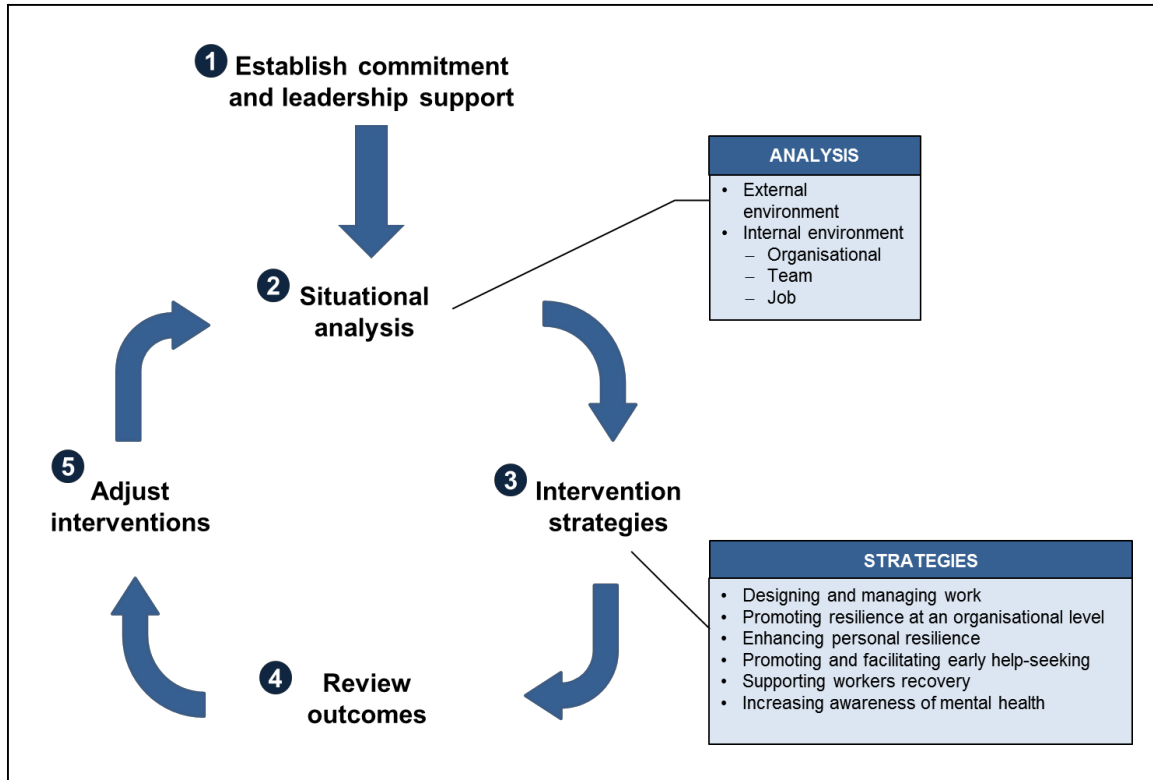 1 Establish commitment
and leadership support
ANALYSIS
• External
environment
• Internal environment
– Organisational
– Team
– Job
2 Situational
analysis
3 Intervention
strategies
STRATEGIES
• Designing and managing work
• Promoting resilience at an organisational level
• Enhancing personal resilience
• Promoting and facilitating early help-seeking
• Supporting workers recovery
• Increasing awareness of mental health
4 Review
outcomes
5 Adjust
interventions